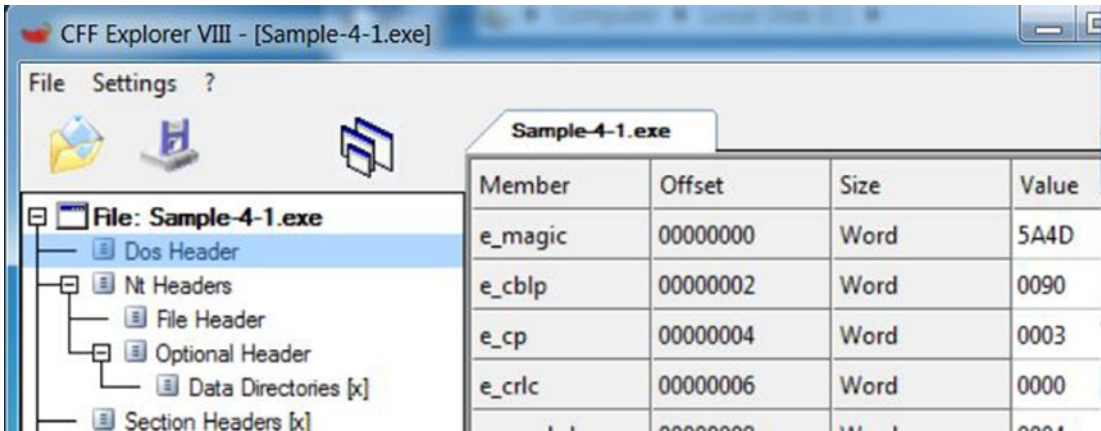 CFF Explorer VIII - [Sample-4-1.exe]
File Settings ?
Sample-4-1.exe
Member Offset Size Value
e_magic 00000000 Word 5A4D
e_cblp 00000002 Word 0090
e_cp 00000004 Word 0003
e_crlc 00000006 Word 0000
File: Sample-4-1.exe
Dos Header
Nt Headers
File Header
Optional Header
Data Directories [x]
Section Headers [x]